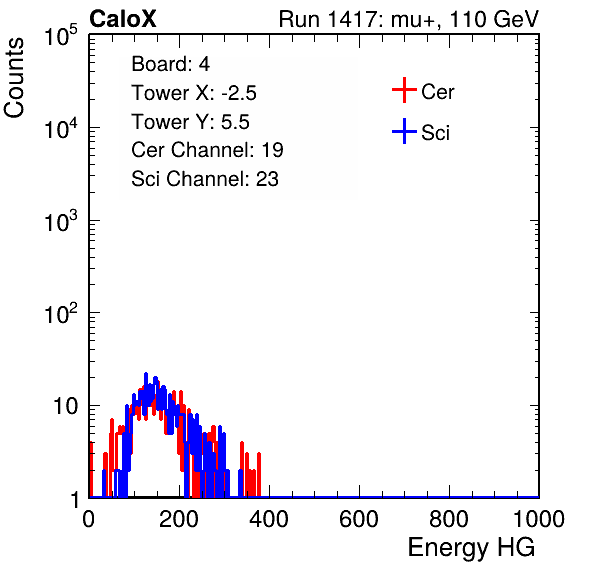 CaloX Run 1417: mu+, 110 GeV
Board: 4
Tower X: -2.5
Tower Y: 5.5
Cer Channel: 19
Sci Channel: 23
Cer
Sci
Counts
10^5
10^4
10^3
10^2
10
1
0 200 400 600 800 1000
Energy HG